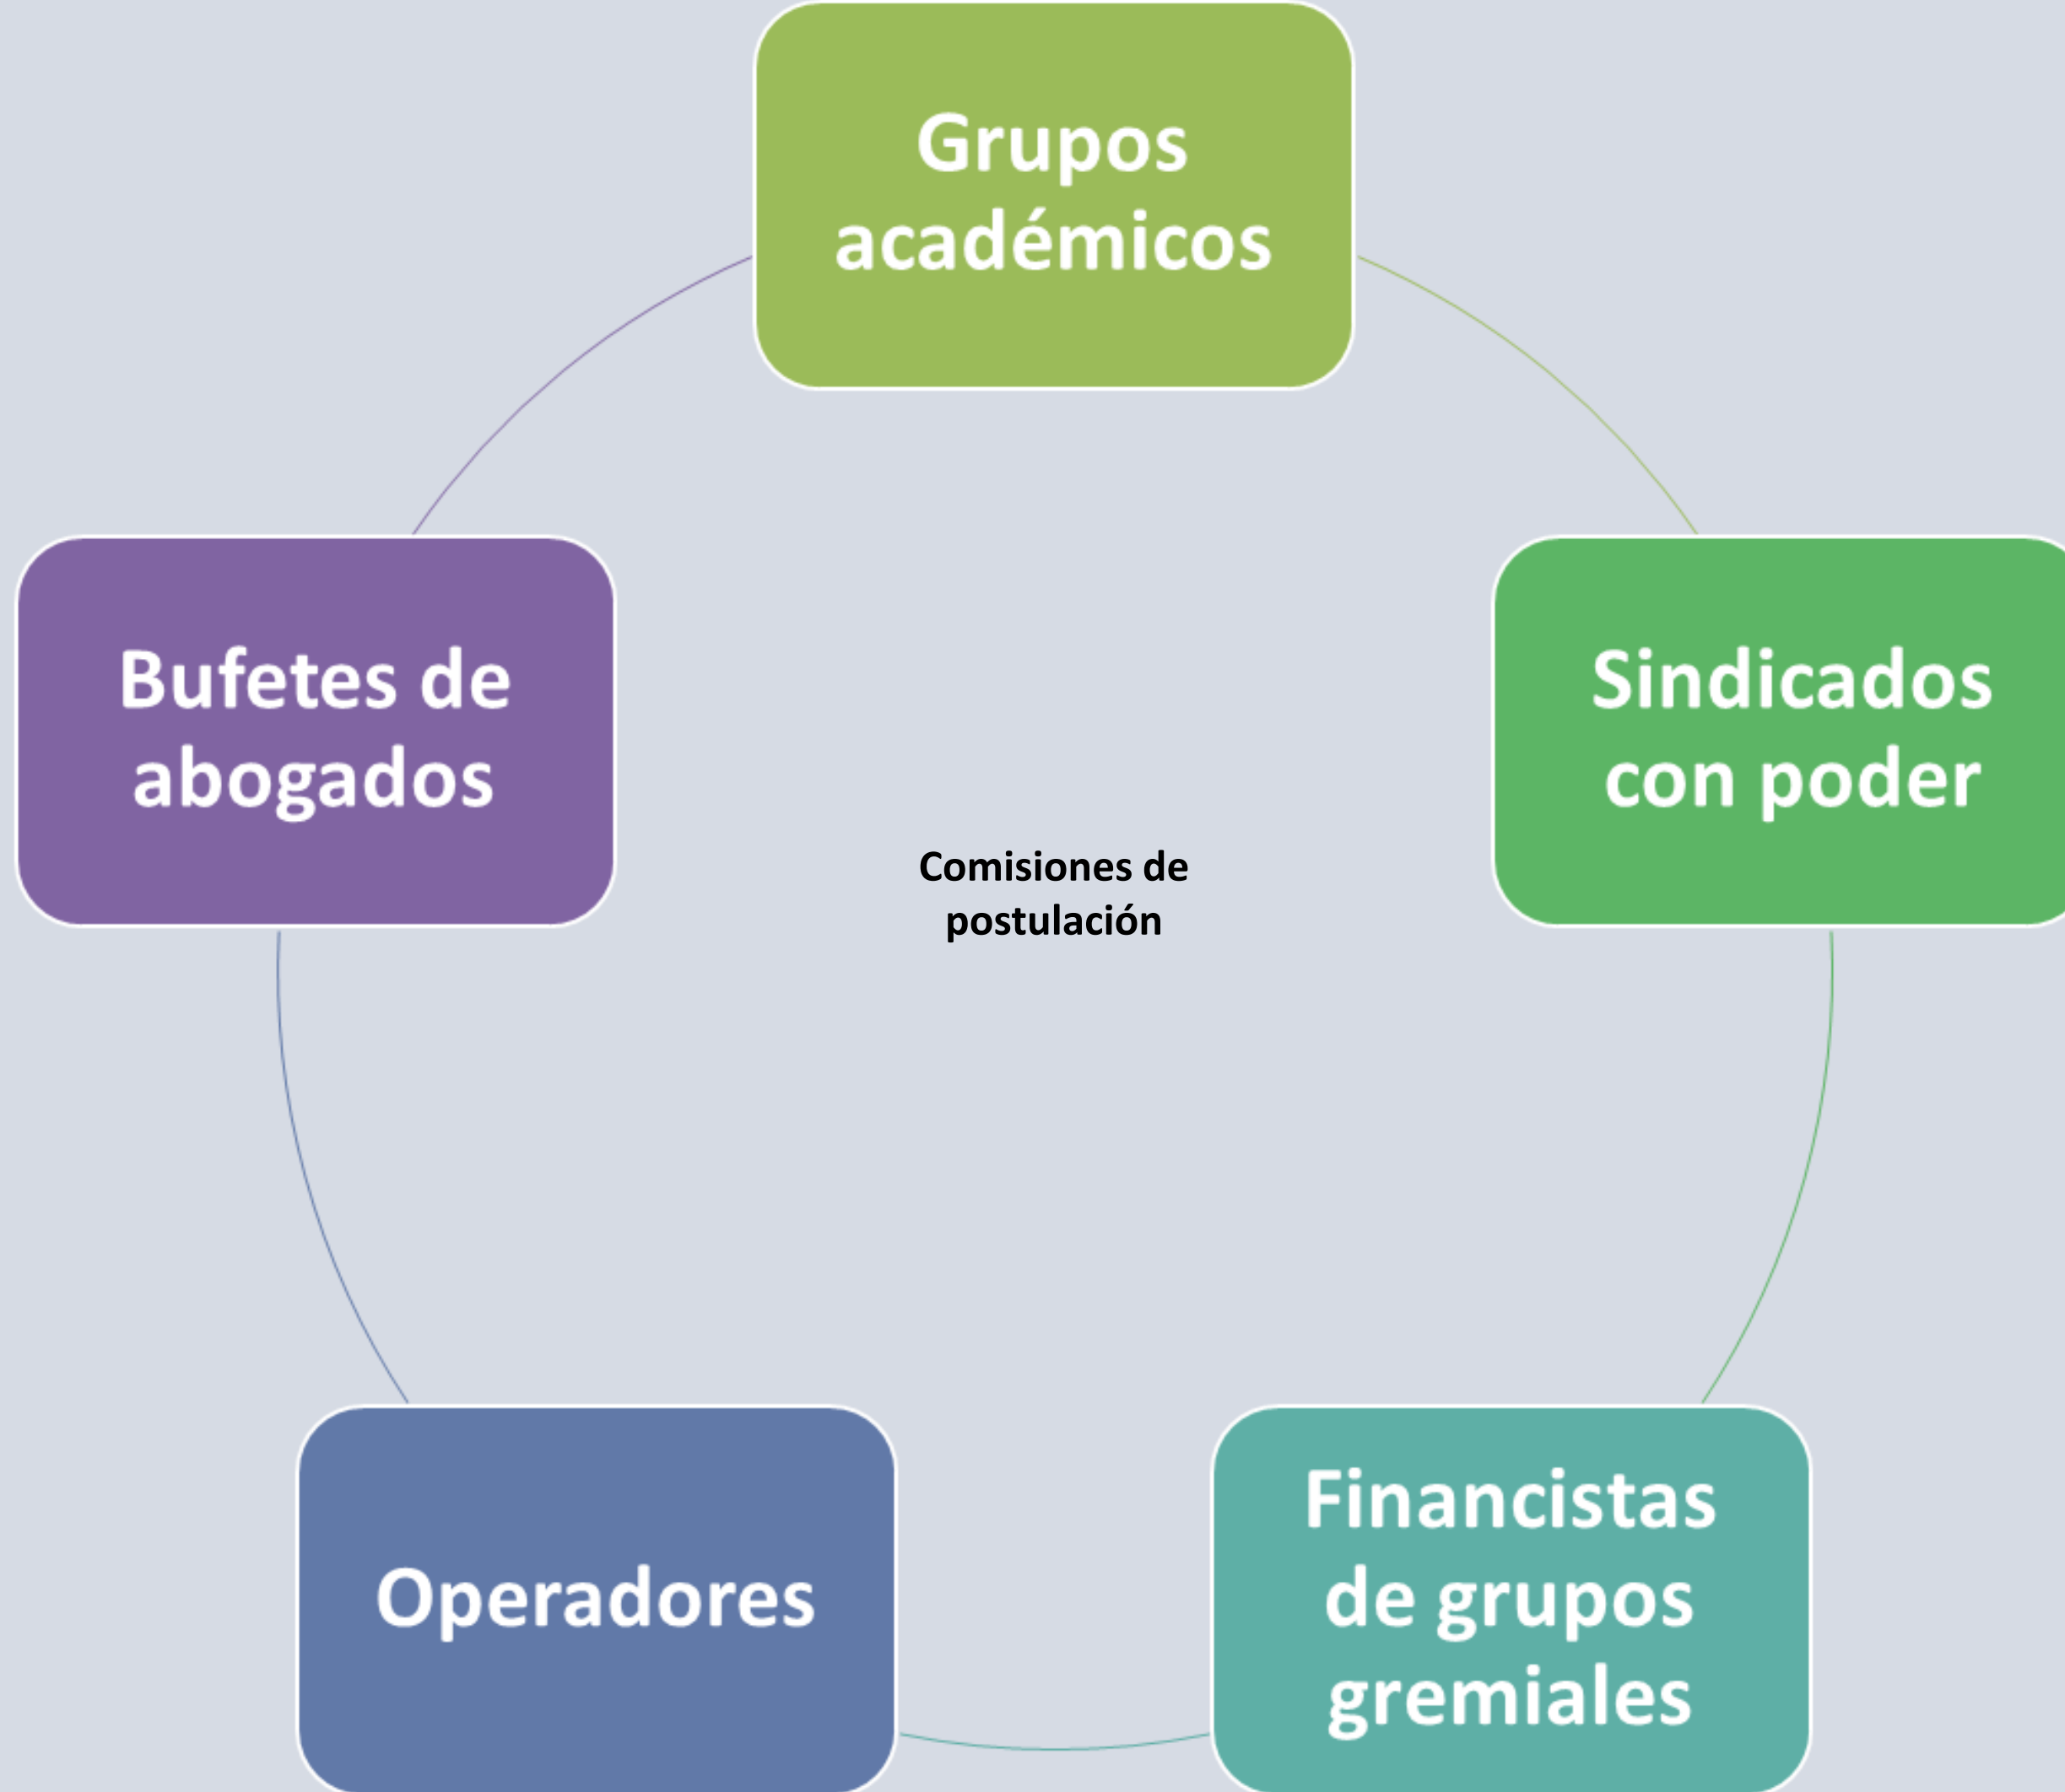 Grupos
académicos
Bufetes de
abogados
Sindicados
con poder
Comisiones de
postulación
Operadores
Financistas
de grupos
gremiales